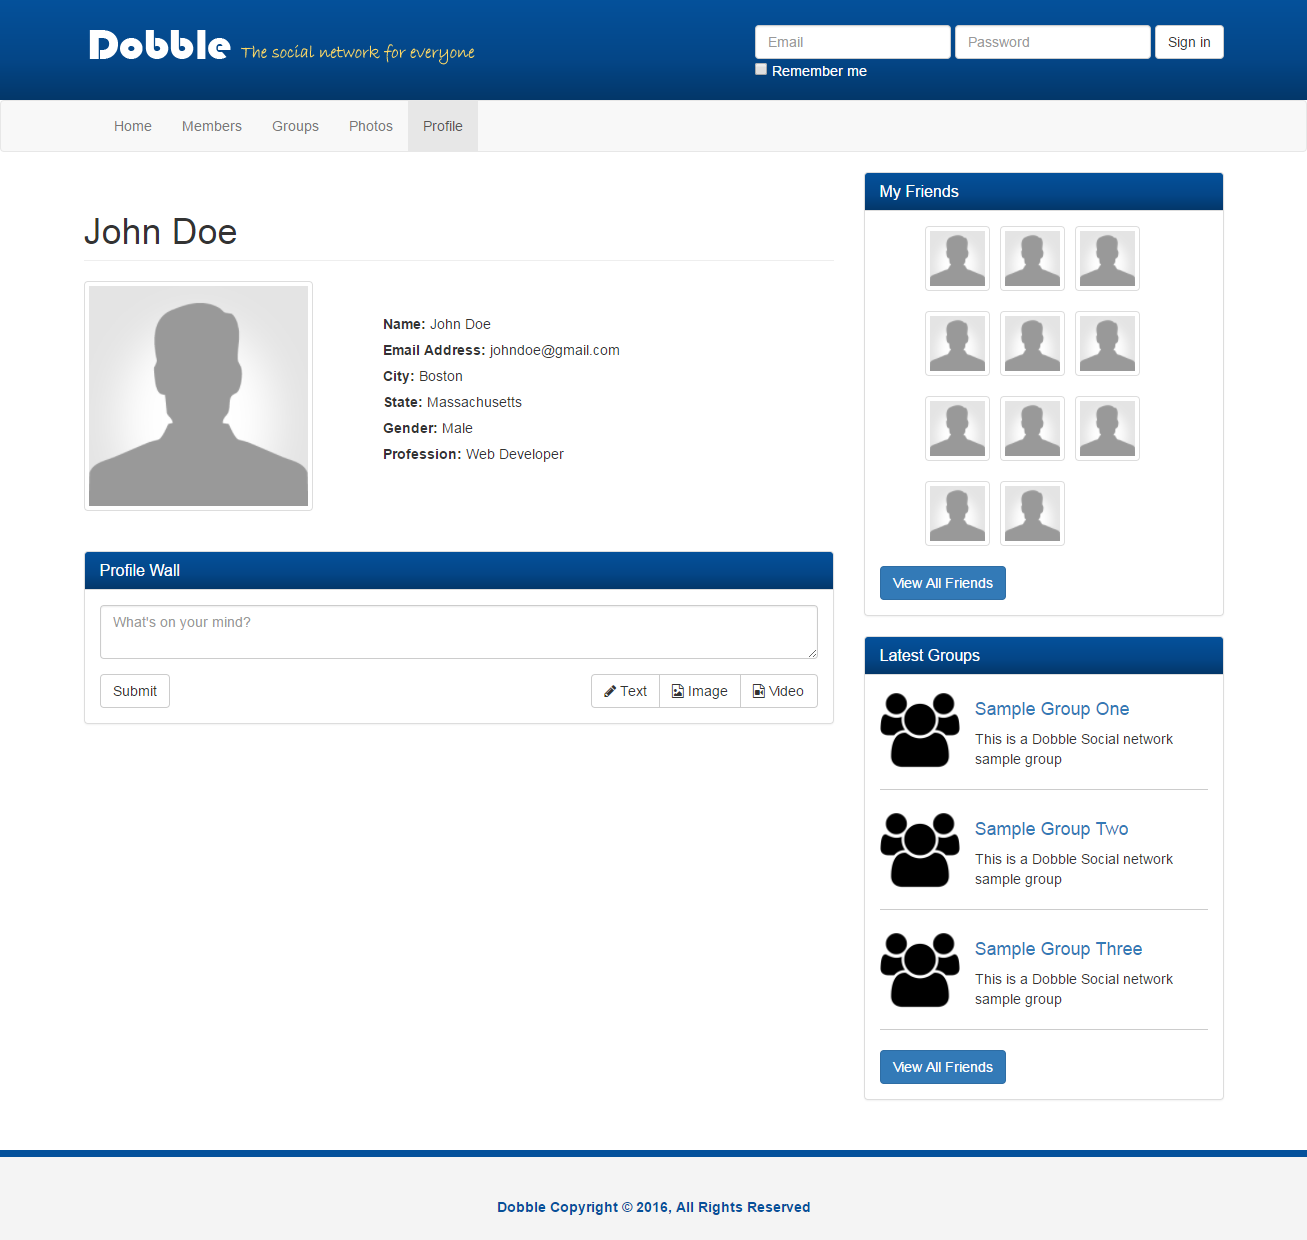 Dobble The social network for everyone
Email Password Sign in
Remember me
Home Members Groups Photos Profile
John Doe
Name: John Doe
Email Address: johndoe@gmail.com
City: Boston
State: Massachusetts
Gender: Male
Profession: Web Developer
Profile Wall
What's on your mind?
Submit Text Image Video
My Friends
View All Friends
Latest Groups
Sample Group One
This is a Dobble Social network
sample group
Sample Group Two
This is a Dobble Social network
sample group
Sample Group Three
This is a Dobble Social network
sample group
View All Friends
Dobble Copyright © 2016, All Rights Reserved